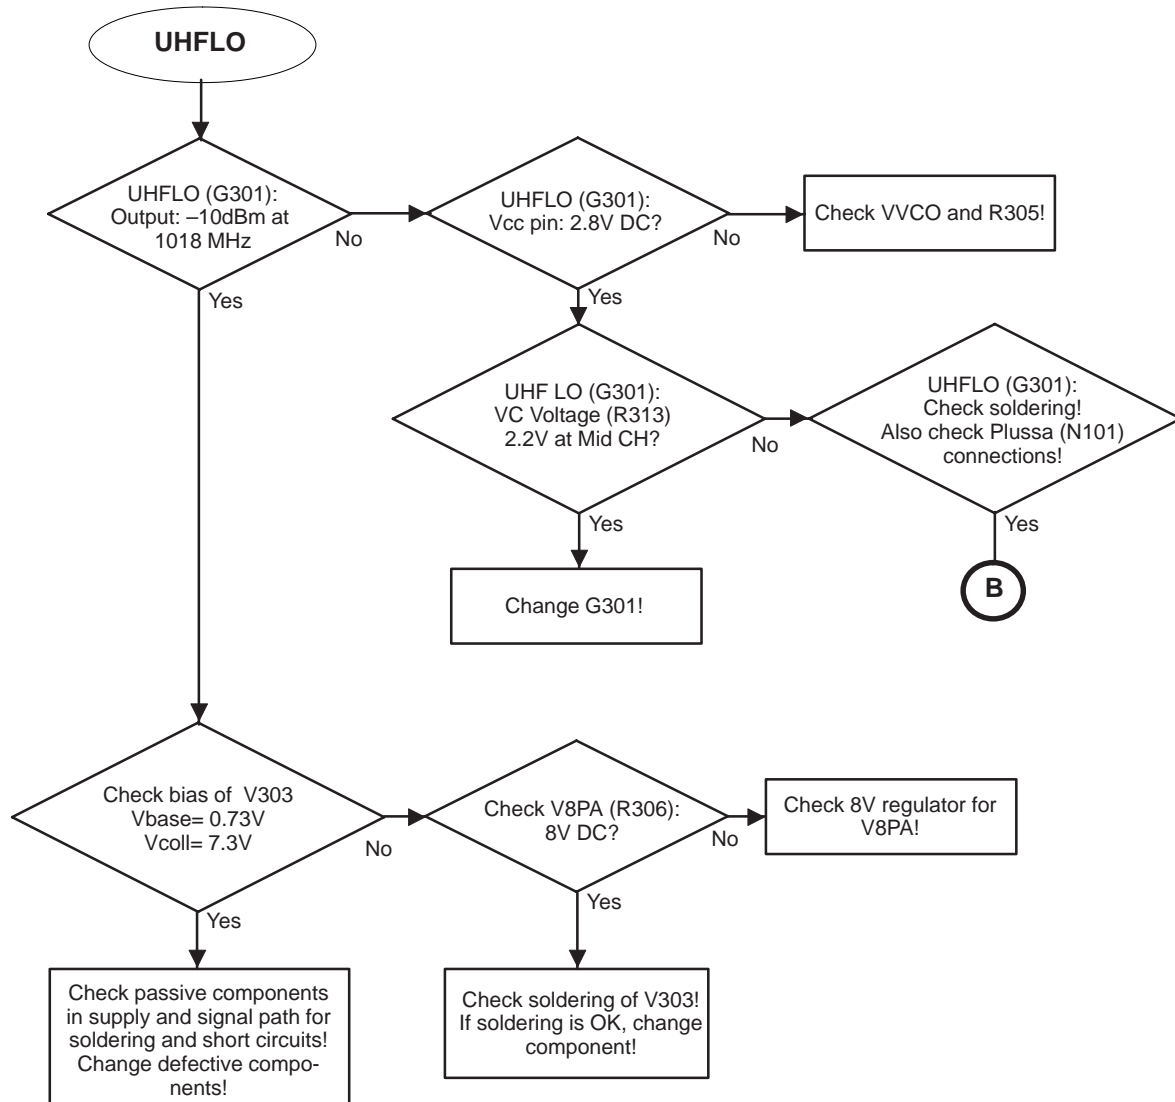 UHFLO
UHFLO (G301):
Output: –10dBm at
1018 MHz
No
Yes
UHFLO (G301):
Vcc pin: 2.8V DC?
No
Yes
Check VVCO and R305!
UHF LO (G301):
VC Voltage (R313)
2.2V at Mid CH?
No
Yes
UHFLO (G301):
Check soldering!
Also check Plussa (N101)
connections!
Yes
B
Change G301!
Check bias of V303
Vbase= 0.73V
Vcoll= 7.3V
No
Yes
Check V8PA (R306):
8V DC?
No
Yes
Check 8V regulator for
V8PA!
Check passive components
in supply and signal path for
soldering and short circuits!
Change defective compo-
nents!
Check soldering of V303!
If soldering is OK, change
component!